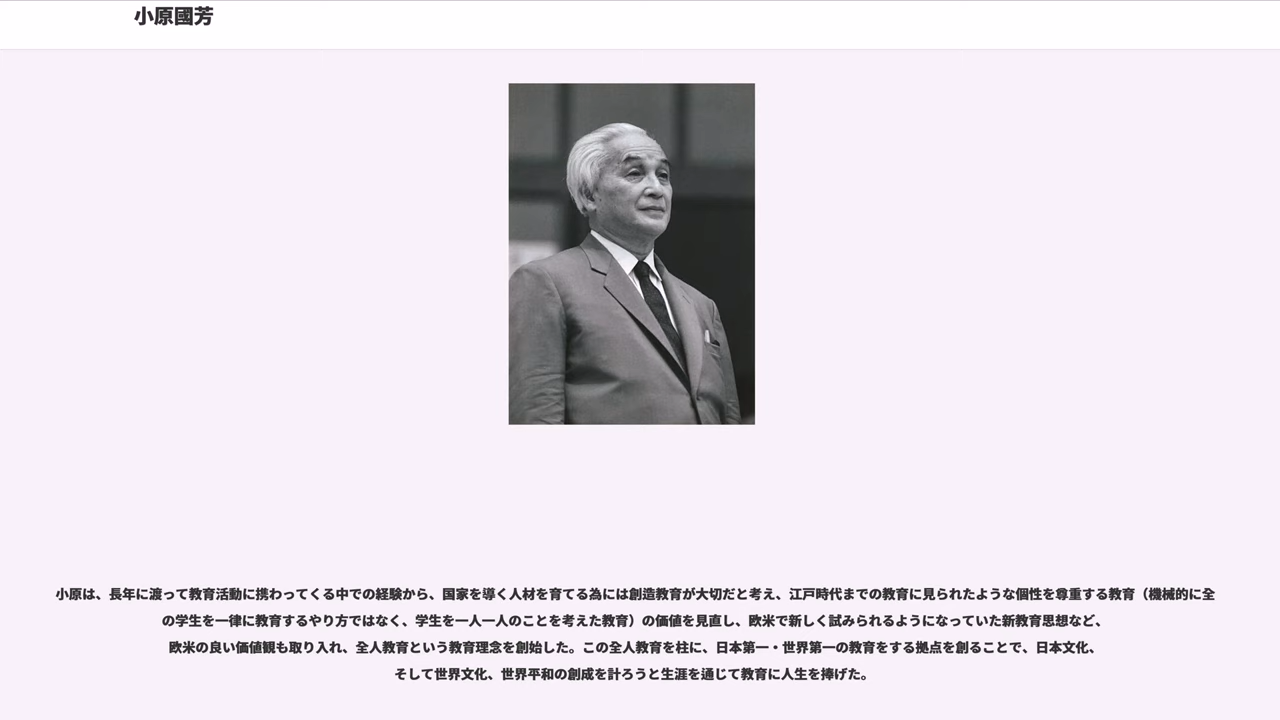 小原國芳
小原は、長年に渡って教育活動に携わってくる中での経験から、国家を導く人材を育てる為には創造教育が大切だと考え、江戸時代までの教育に見られたような個性を尊重する教育（機械的に全
の学生を一律に教育するやり方ではなく、学生を一人一人のことを考えた教育）の価値を見直し、欧米で新しく試みられるようになっていた新教育思想など、
欧米の良い価値観も取り入れ、全人教育という教育理念を創始した。この全人教育を柱に、日本第一・世界第一の教育をする拠点を創ることで、日本文化、
そして世界文化、世界平和の創成を計ろうと生涯を通じて教育に人生を捧げた。